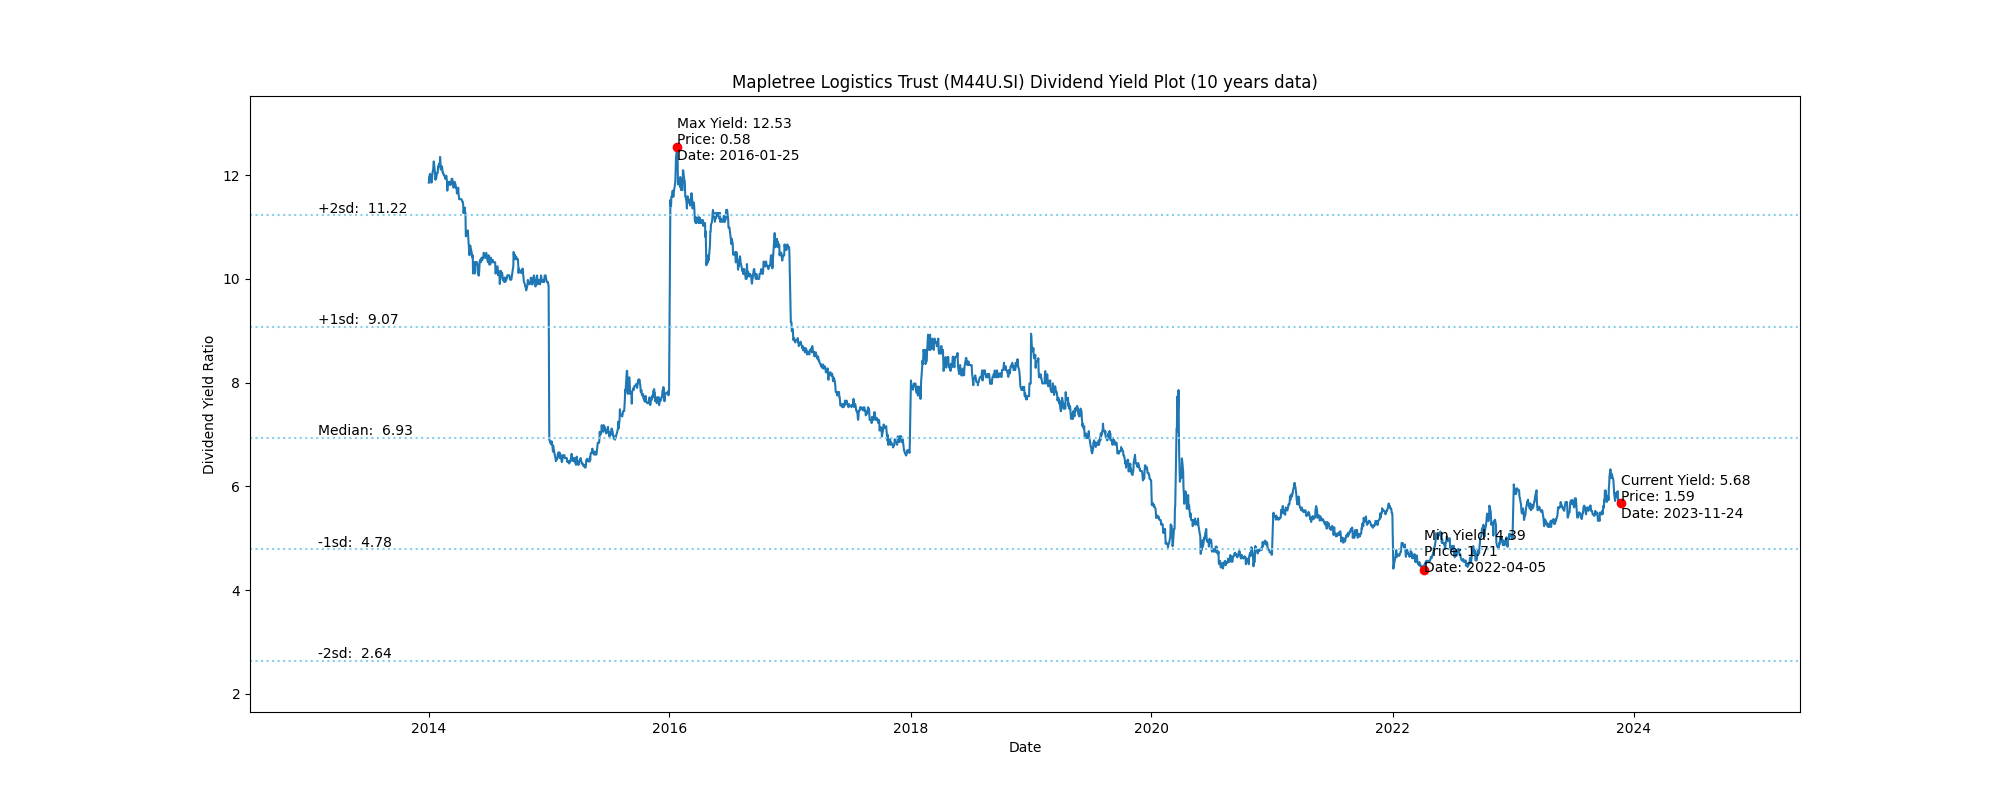 Mapletree Logistics Trust (M44U.SI) Dividend Yield Plot (10 years data)
Max Yield: 12.53
Price: 0.58
Date: 2016-01-25
12
+2sd:  11.22
10
+1sd:  9.07
Dividend Yield Ratio
8
Median:  6.93
6
Current Yield: 5.68
Price: 1.59
Date: 2023-11-24
-1sd:  4.78
Min Yield: 4.39
Price: 1.71
Date: 2022-04-05
4
-2sd:  2.64
2
2014 2016 2018 2020 2022 2024
Date